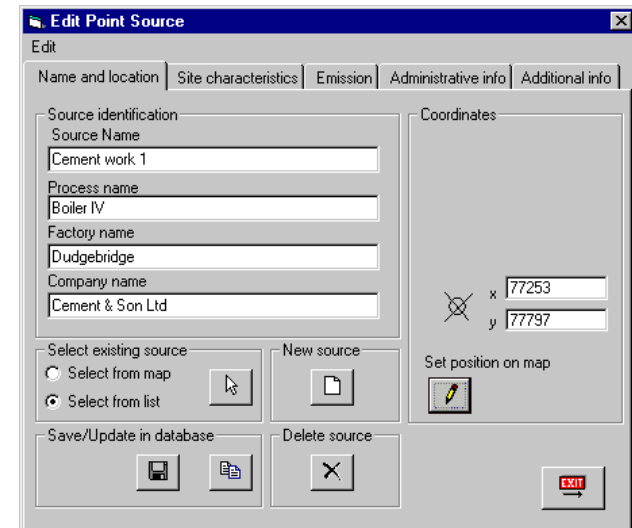 Edit Point Source
Edit
Name and location Site characteristics Emission Administrative info Additional info
Source identification
Source Name
Cement work 1
Process name
Boiler IV
Factory name
Dudgebridge
Company name
Cement & Son Ltd
Coordinates
x 77253
y 77797
Set position on map
Select existing source
Select from map
Select from list
New source
Save/Update in database
Delete source
EXIT